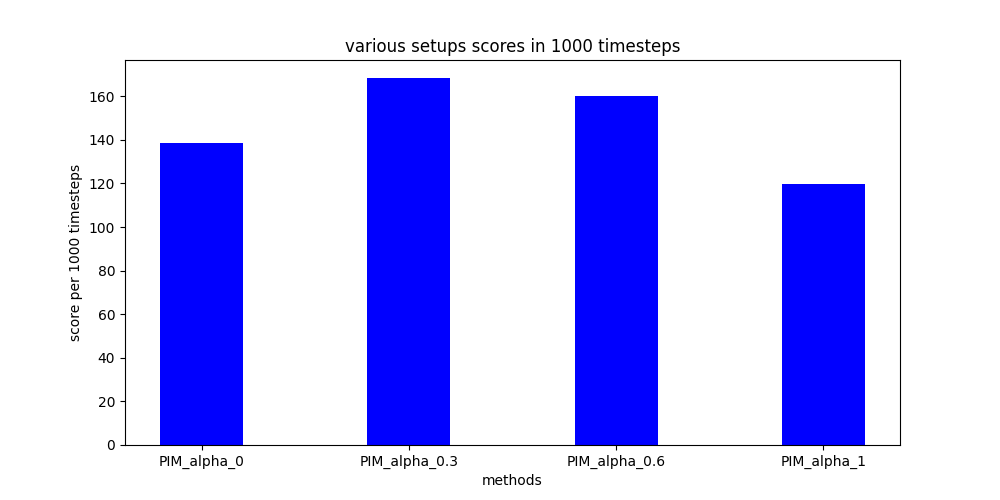 various setups scores in 1000 timesteps
score per 1000 timesteps
160
140
120
100
80
60
40
20
0
PIM_alpha_0 PIM_alpha_0.3 PIM_alpha_0.6 PIM_alpha_1
methods